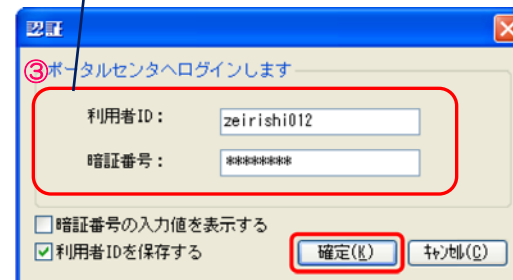 認証
③ポータルセンタへログインします
利用者ID：
zeirishi012
暗証番号：
********
暗証番号の入力値を表示する
利用者IDを保存する
確定(K)
ｷｬﾝｾﾙ(C)